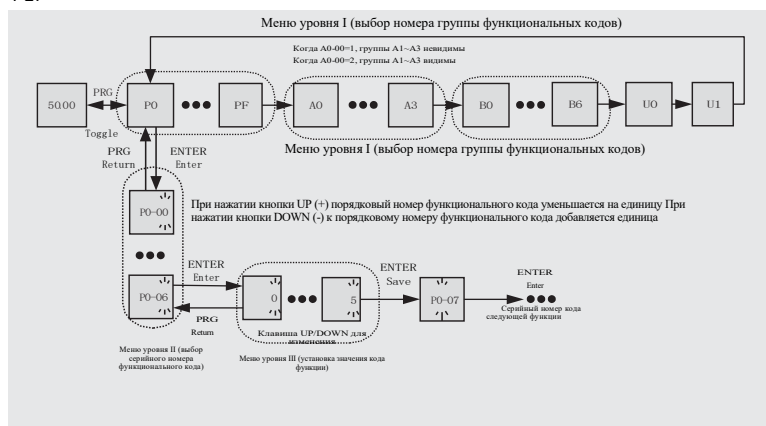 Меню уровня I (выбор номера группы функциональных кодов)
Когда A0-00=1, группы A1~A3 невидимы
Когда A0-00=2, группы A1~A3 видимы
50.00
PRG
Toggle
P0
PF
A0
A3
B0
B6
U0
U1
Меню уровня I (выбор номера группы функциональных кодов)
PRG
Return
ENTER
Enter
P0-00
При нажатии кнопки UP (+) порядковый номер функционального кода уменьшается на единицу При
нажатии кнопки DOWN (-) к порядковому номеру функционального кода добавляется единица
P0-06
ENTER
Enter
PRG
Return
0
5
Клавиша UP/DOWN для
изменения
ENTER
Save
P0-07
ENTER
Enter
Серийный номер кода
следующей функции
Меню уровня II (выбор
серийного номера
функционального кода)
Меню уровня III (установка значения кода
функции)